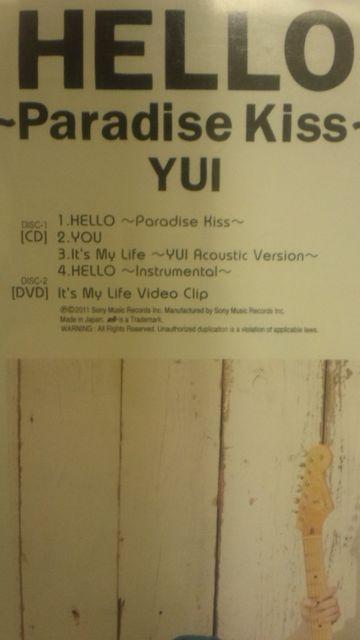 HELLO
~Paradise Kiss~
YUI
DISC-1
[CD] 1.HELLO ~Paradise Kiss~
2.YOU
3.It's My Life ~YUI Acoustic Version~
4.HELLO ~Instrumental~
DISC-2
[DVD] It's My Life Video Clip
Ⓟ©2011 Sony Music Records Inc. Manufactured by Sony Music Records Inc.
Made in Japan. is a Trademark.
WARNING : All Rights Reserved. Unauthorized duplication is a violation of applicable laws.